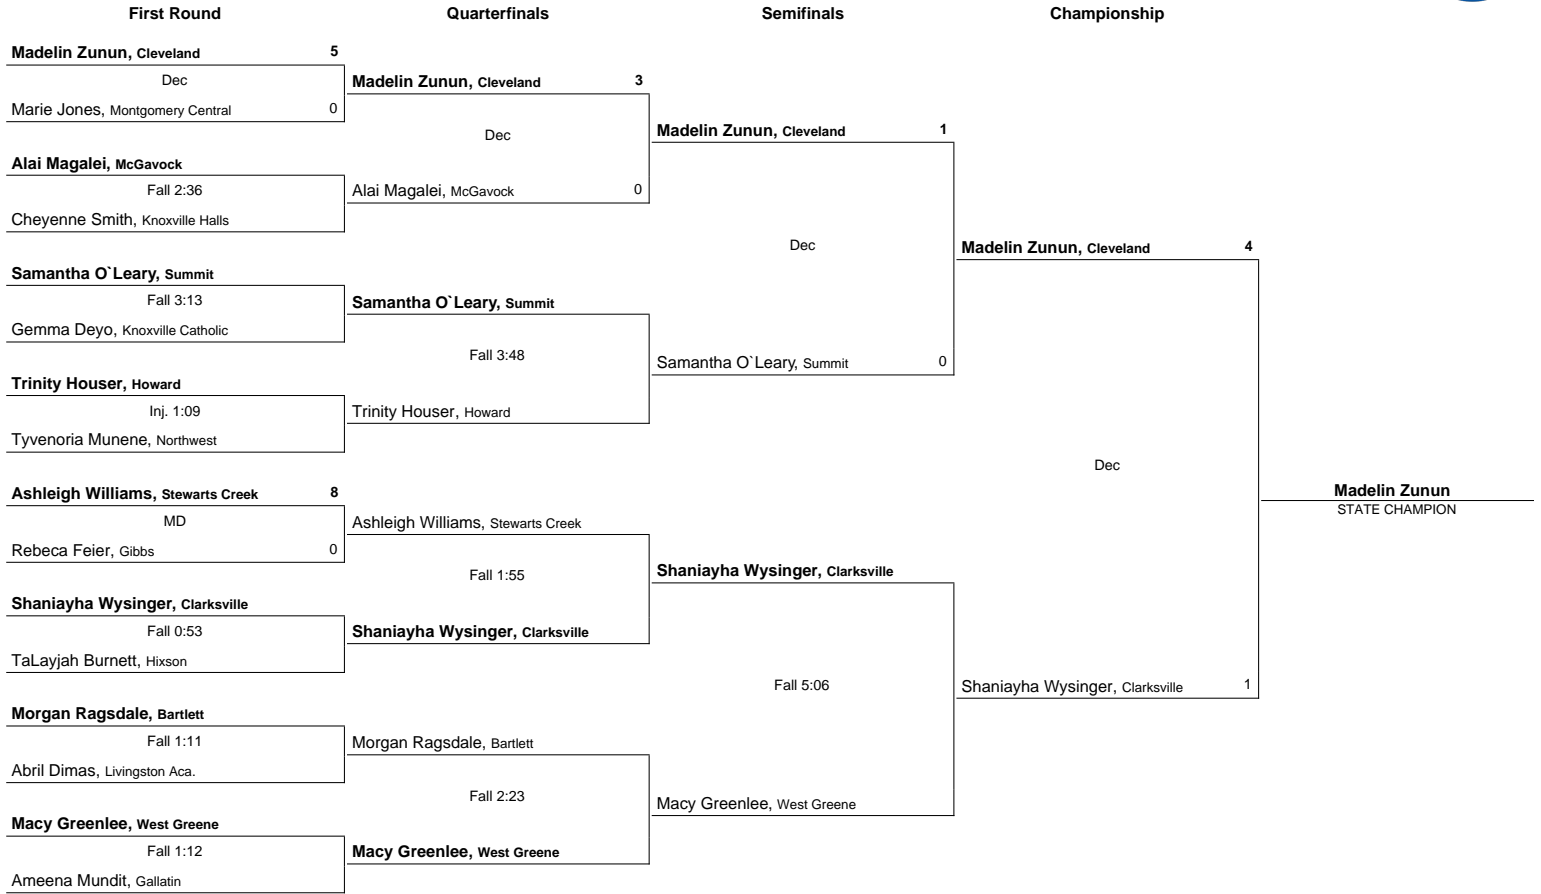 First Round
Quarterfinals
Semifinals
Championship
Madelin Zunun, Cleveland 5
Dec
Marie Jones, Montgomery Central 0
Alai Magalei, McGavock
Fall 2:36
Cheyenne Smith, Knoxville Halls
Samantha O`Leary, Summit
Fall 3:13
Gemma Deyo, Knoxville Catholic
Trinity Houser, Howard
Inj. 1:09
Tyvenoria Munene, Northwest
Ashleigh Williams, Stewarts Creek 8
MD
Rebeca Feier, Gibbs 0
Shaniayha Wysinger, Clarksville
Fall 0:53
TaLayjah Burnett, Hixson
Morgan Ragsdale, Bartlett
Fall 1:11
Abril Dimas, Livingston Aca.
Macy Greenlee, West Greene
Fall 1:12
Ameena Mundit, Gallatin
Madelin Zunun, Cleveland 3
Dec
Alai Magalei, McGavock 0
Samantha O`Leary, Summit
Fall 3:48
Trinity Houser, Howard
Ashleigh Williams, Stewarts Creek
Fall 1:55
Shaniayha Wysinger, Clarksville
Morgan Ragsdale, Bartlett
Fall 2:23
Macy Greenlee, West Greene
Madelin Zunun, Cleveland 1
Dec
Samantha O`Leary, Summit 0
Shaniayha Wysinger, Clarksville
Fall 5:06
Macy Greenlee, West Greene
Madelin Zunun, Cleveland 4
Dec
Shaniayha Wysinger, Clarksville 1
Madelin Zunun
STATE CHAMPION